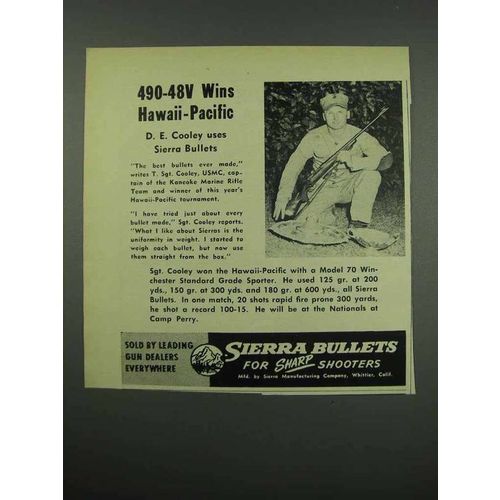 490-48V Wins
Hawaii-Pacific
D. E. Cooley uses
Sierra Bullets
"The best bullets ever made,"
writes T. Sgt. Cooley, USMC, cap-
tain of the Kaneoke Marine Rifle
Team and winner of this year's
Hawaii-Pacific tournament.
"I have tried just about every
bullet made," Sgt. Cooley reports.
"What I like about Sierras is the
uniformity in weight. I started to
weigh each bullet, but now use
them straight from the box."
Sgt. Cooley won the Hawaii-Pacific with a Model 70 Win-
chester Standard Grade Sporter. He used 125 gr. at 200
yds., 150 gr. at 300 yds. and 180 gr. at 600 yds., all Sierra
Bullets. In one match, 20 shots rapid fire prone 300 yards,
he shot a record 100-15. He will be at the Nationals at
Camp Perry.
SOLD BY LEADING
GUN DEALERS
EVERYWHERE
SIERRA BULLETS
FOR SHARP SHOOTERS
Mfd. by Sierra Manufacturing Company, Whittier, Calif.